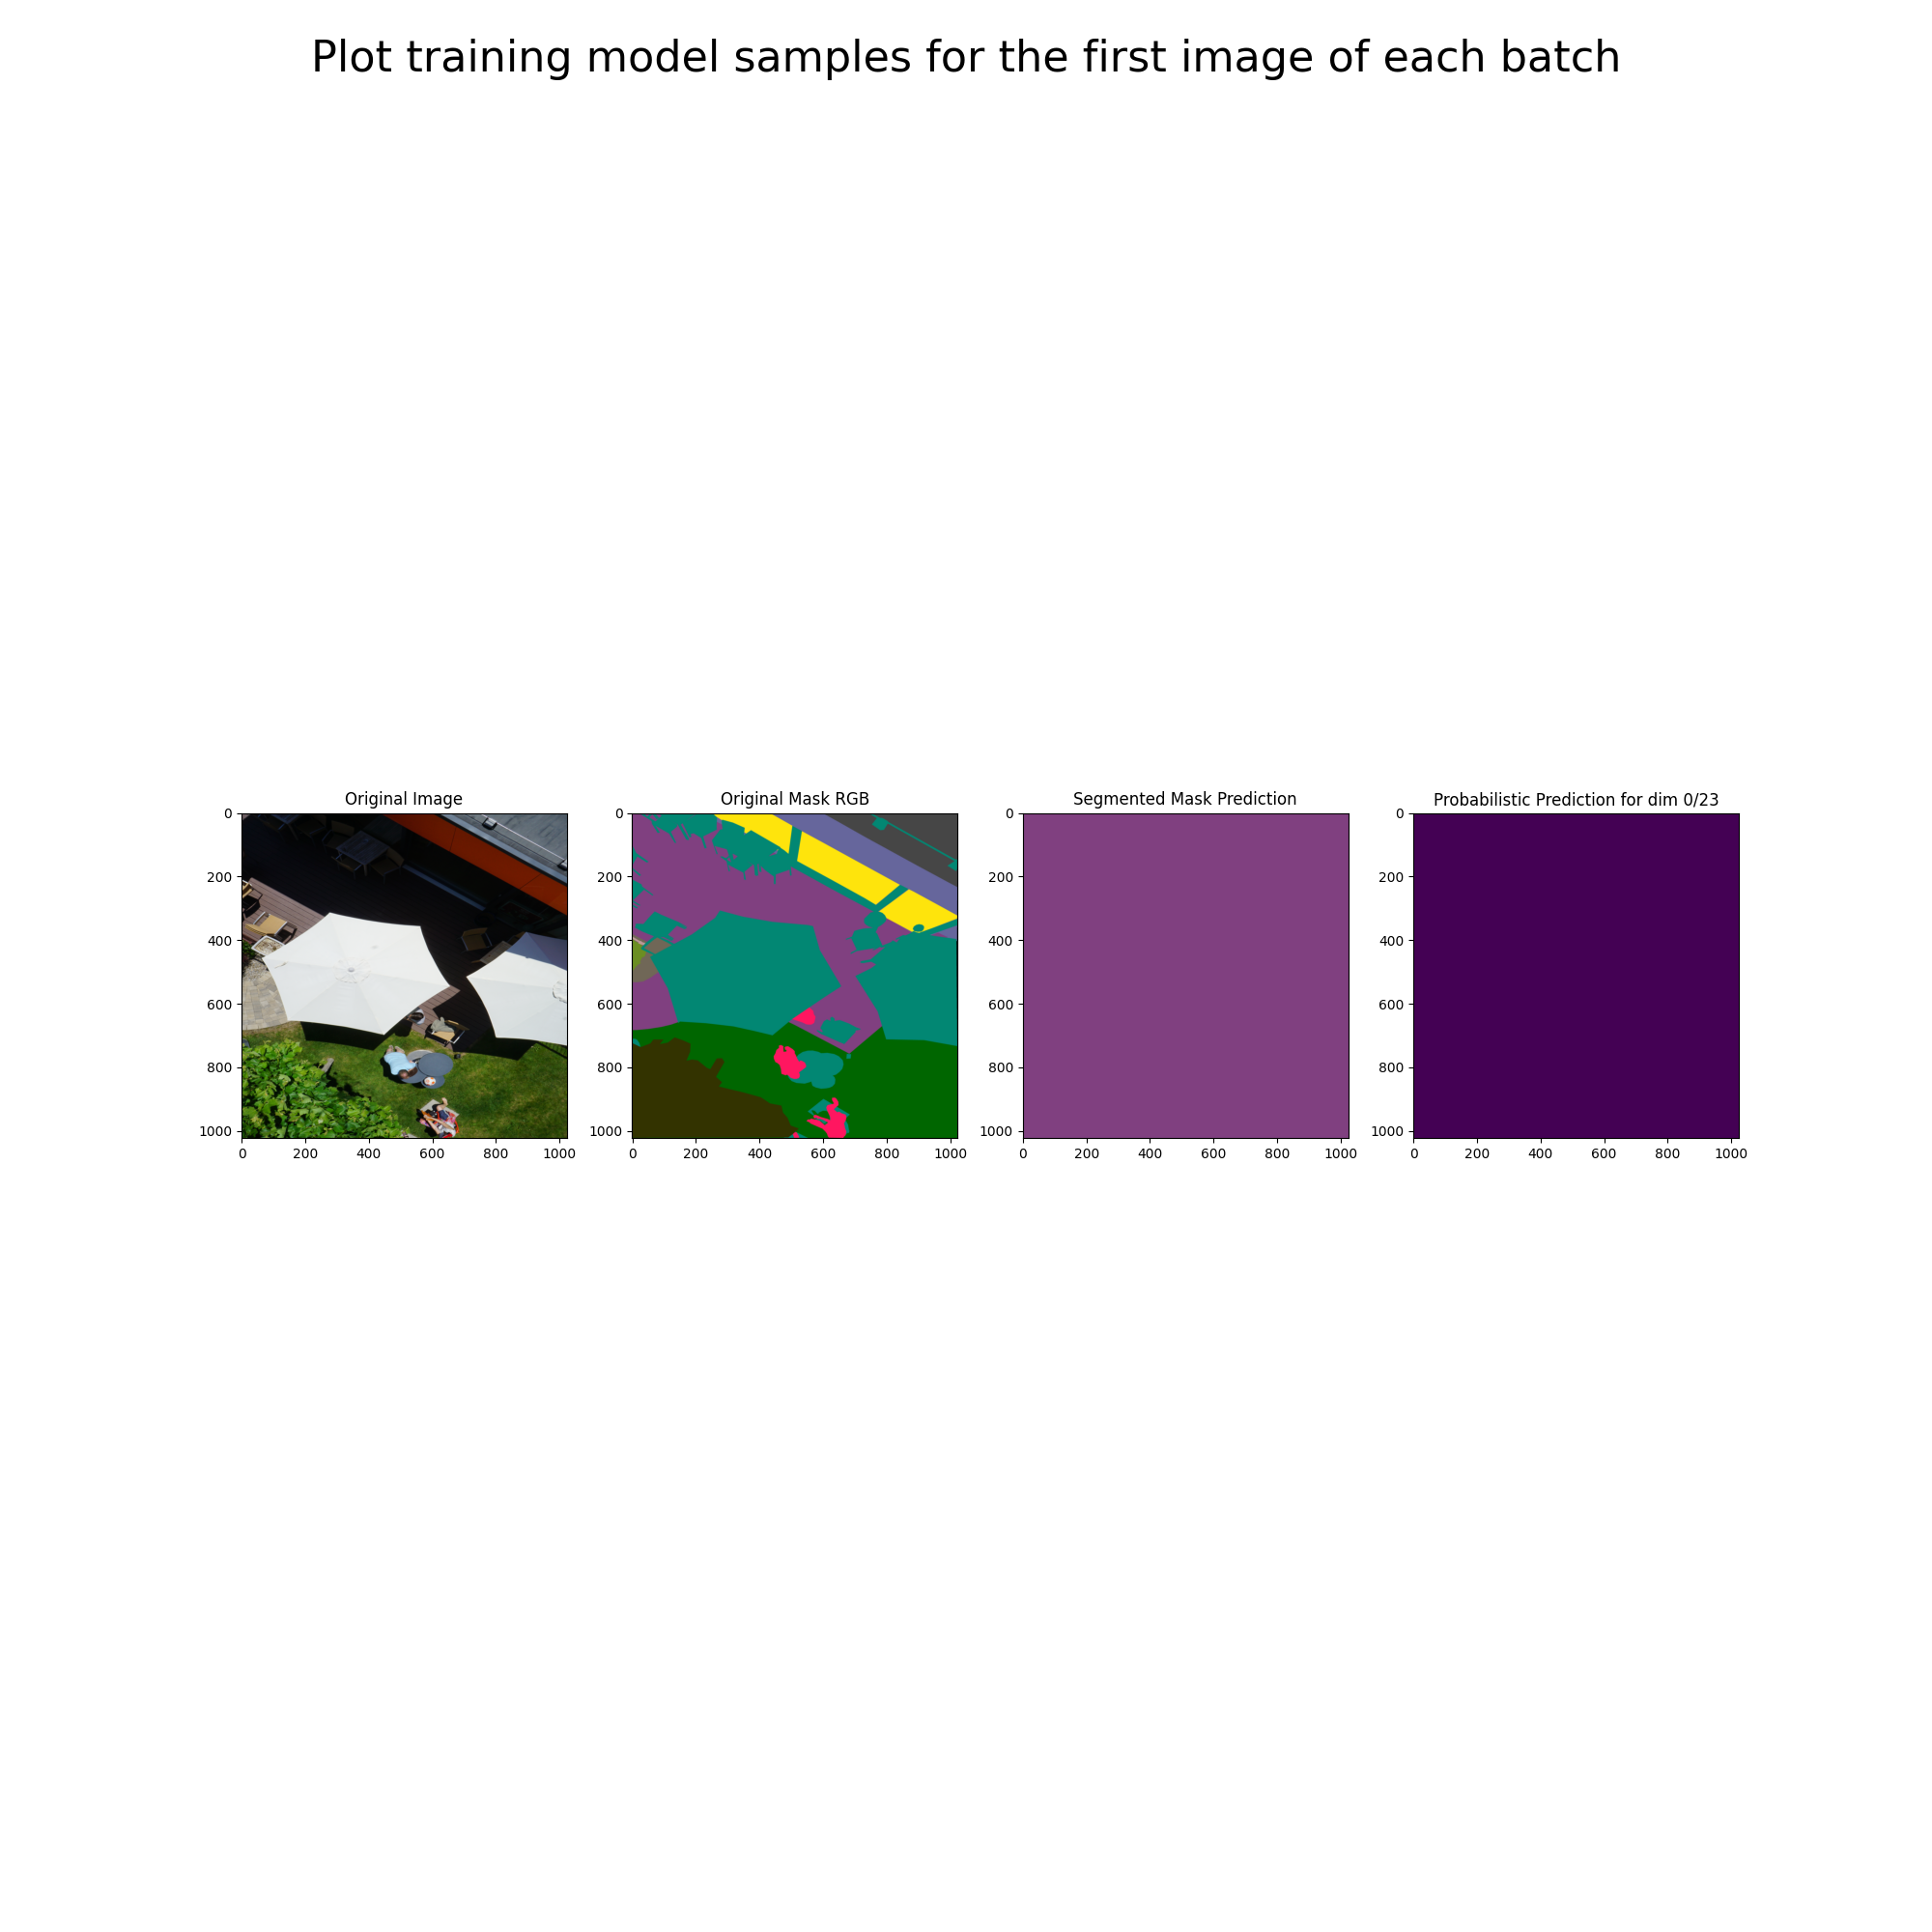 Plot training model samples for the first image of each batch
Original Image
Original Mask RGB
Segmented Mask Prediction
Probabilistic Prediction for dim 0/23
0
200
400
600
800
1000
0 200 400 600 800 1000
0
200
400
600
800
1000
0 200 400 600 800 1000
0
200
400
600
800
1000
0 200 400 600 800 1000
0
200
400
600
800
1000
0 200 400 600 800 1000